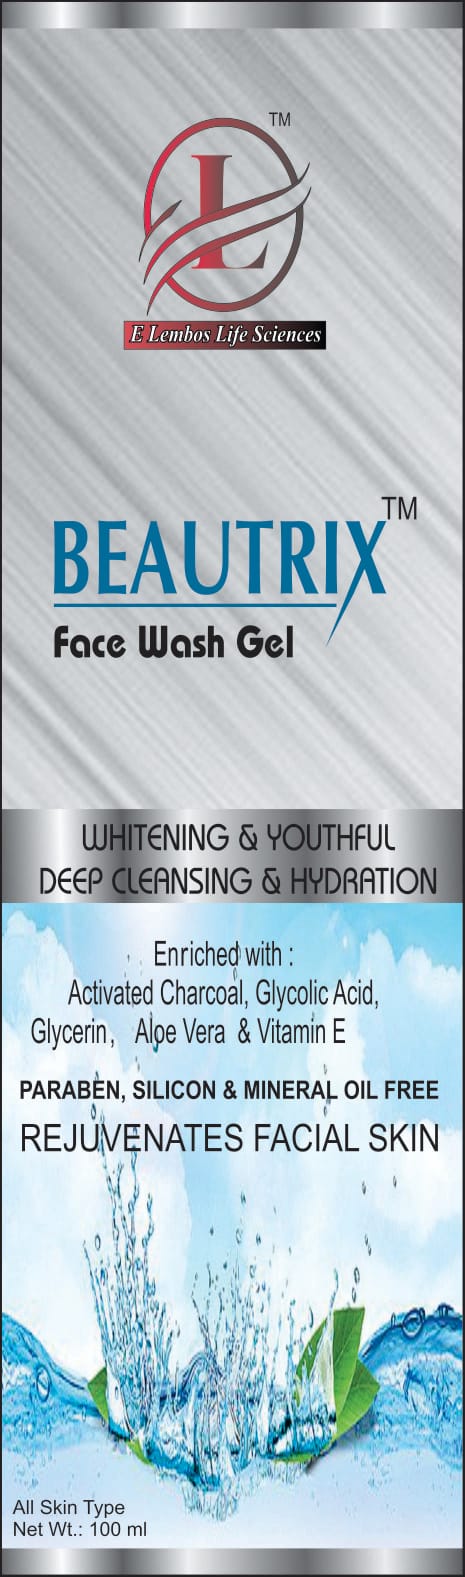 TM
L
E Lembos Life Sciences
BEAUTRIX TM
Face Wash Gel
WHITENING & YOUTHFUL
DEEP CLEANSING & HYDRATION
Enriched with :
Activated Charcoal, Glycolic Acid,
Glycerin, Aloe Vera & Vitamin E
PARABEN, SILICON & MINERAL OIL FREE
REJUVENATES FACIAL SKIN
All Skin Type
Net Wt.: 100 ml